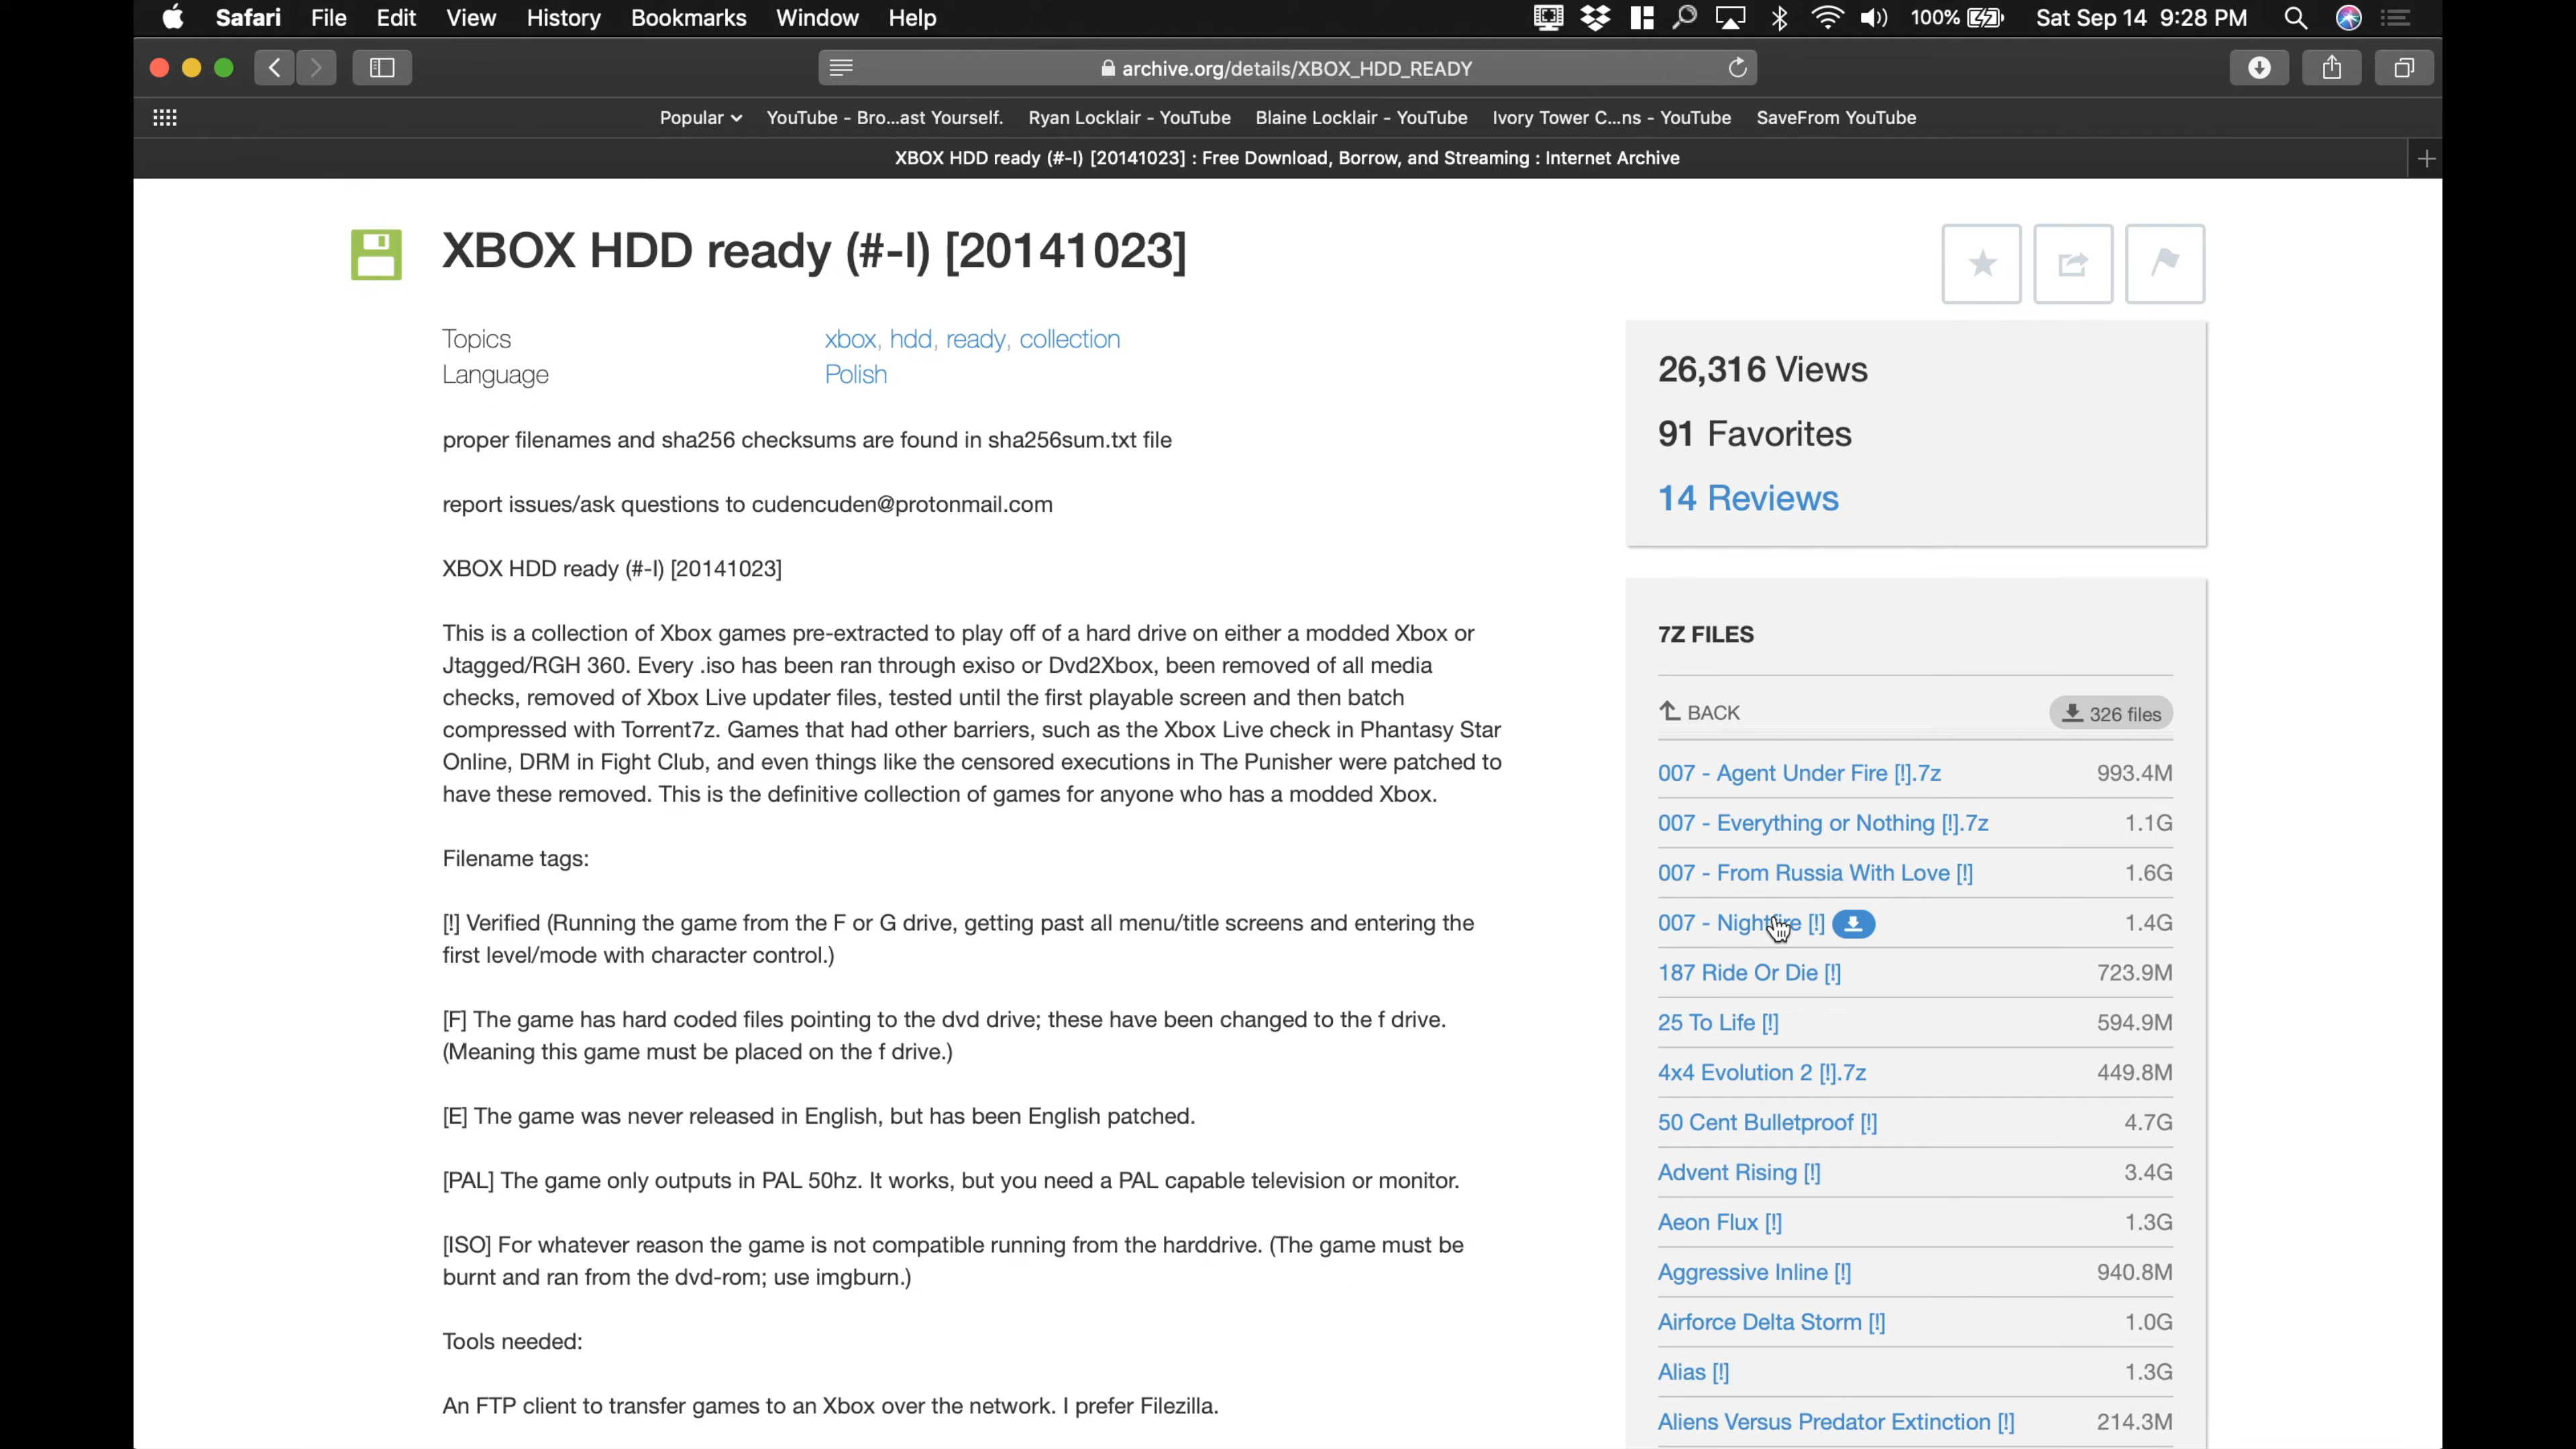 Safari File Edit View History Bookmarks Window Help 100% Sat Sep 14 9:28 PM
archive.org/details/XBOX_HDD_READY
Popular YouTube - Bro...ast Yourself. Ryan Locklair - YouTube Blaine Locklair - YouTube Ivory Tower C...ns - YouTube SaveFrom YouTube
XBOX HDD ready (#-I) [20141023] : Free Download, Borrow, and Streaming : Internet Archive
XBOX HDD ready (#-I) [20141023]
Topics xbox, hdd, ready, collection
Language Polish
proper filenames and sha256 checksums are found in sha256sum.txt file
report issues/ask questions to cudencuden@protonmail.com
XBOX HDD ready (#-I) [20141023]
This is a collection of Xbox games pre-extracted to play off of a hard drive on either a modded Xbox or
Jtagged/RGH 360. Every .iso has been ran through exiso or Dvd2Xbox, been removed of all media
checks, removed of Xbox Live updater files, tested until the first playable screen and then batch
compressed with Torrent7z. Games that had other barriers, such as the Xbox Live check in Phantasy Star
Online, DRM in Fight Club, and even things like the censored executions in The Punisher were patched to
have these removed. This is the definitive collection of games for anyone who has a modded Xbox.
Filename tags:
[!] Verified (Running the game from the F or G drive, getting past all menu/title screens and entering the
first level/mode with character control.)
[F] The game has hard coded files pointing to the dvd drive; these have been changed to the f drive.
(Meaning this game must be placed on the f drive.)
[E] The game was never released in English, but has been English patched.
[PAL] The game only outputs in PAL 50hz. It works, but you need a PAL capable television or monitor.
[ISO] For whatever reason the game is not compatible running from the harddrive. (The game must be
burnt and ran from the dvd-rom; use imgburn.)
Tools needed:
An FTP client to transfer games to an Xbox over the network. I prefer Filezilla.
26,316 Views
91 Favorites
14 Reviews
7Z FILES
BACK 326 files
007 - Agent Under Fire [!].7z 993.4M
007 - Everything or Nothing [!].7z 1.1G
007 - From Russia With Love [!] 1.6G
007 - Nightfire [!] 1.4G
187 Ride Or Die [!] 723.9M
25 To Life [!] 594.9M
4x4 Evolution 2 [!].7z 449.8M
50 Cent Bulletproof [!] 4.7G
Advent Rising [!] 3.4G
Aeon Flux [!] 1.3G
Aggressive Inline [!] 940.8M
Airforce Delta Storm [!] 1.0G
Alias [!] 1.3G
Aliens Versus Predator Extinction [!] 214.3M